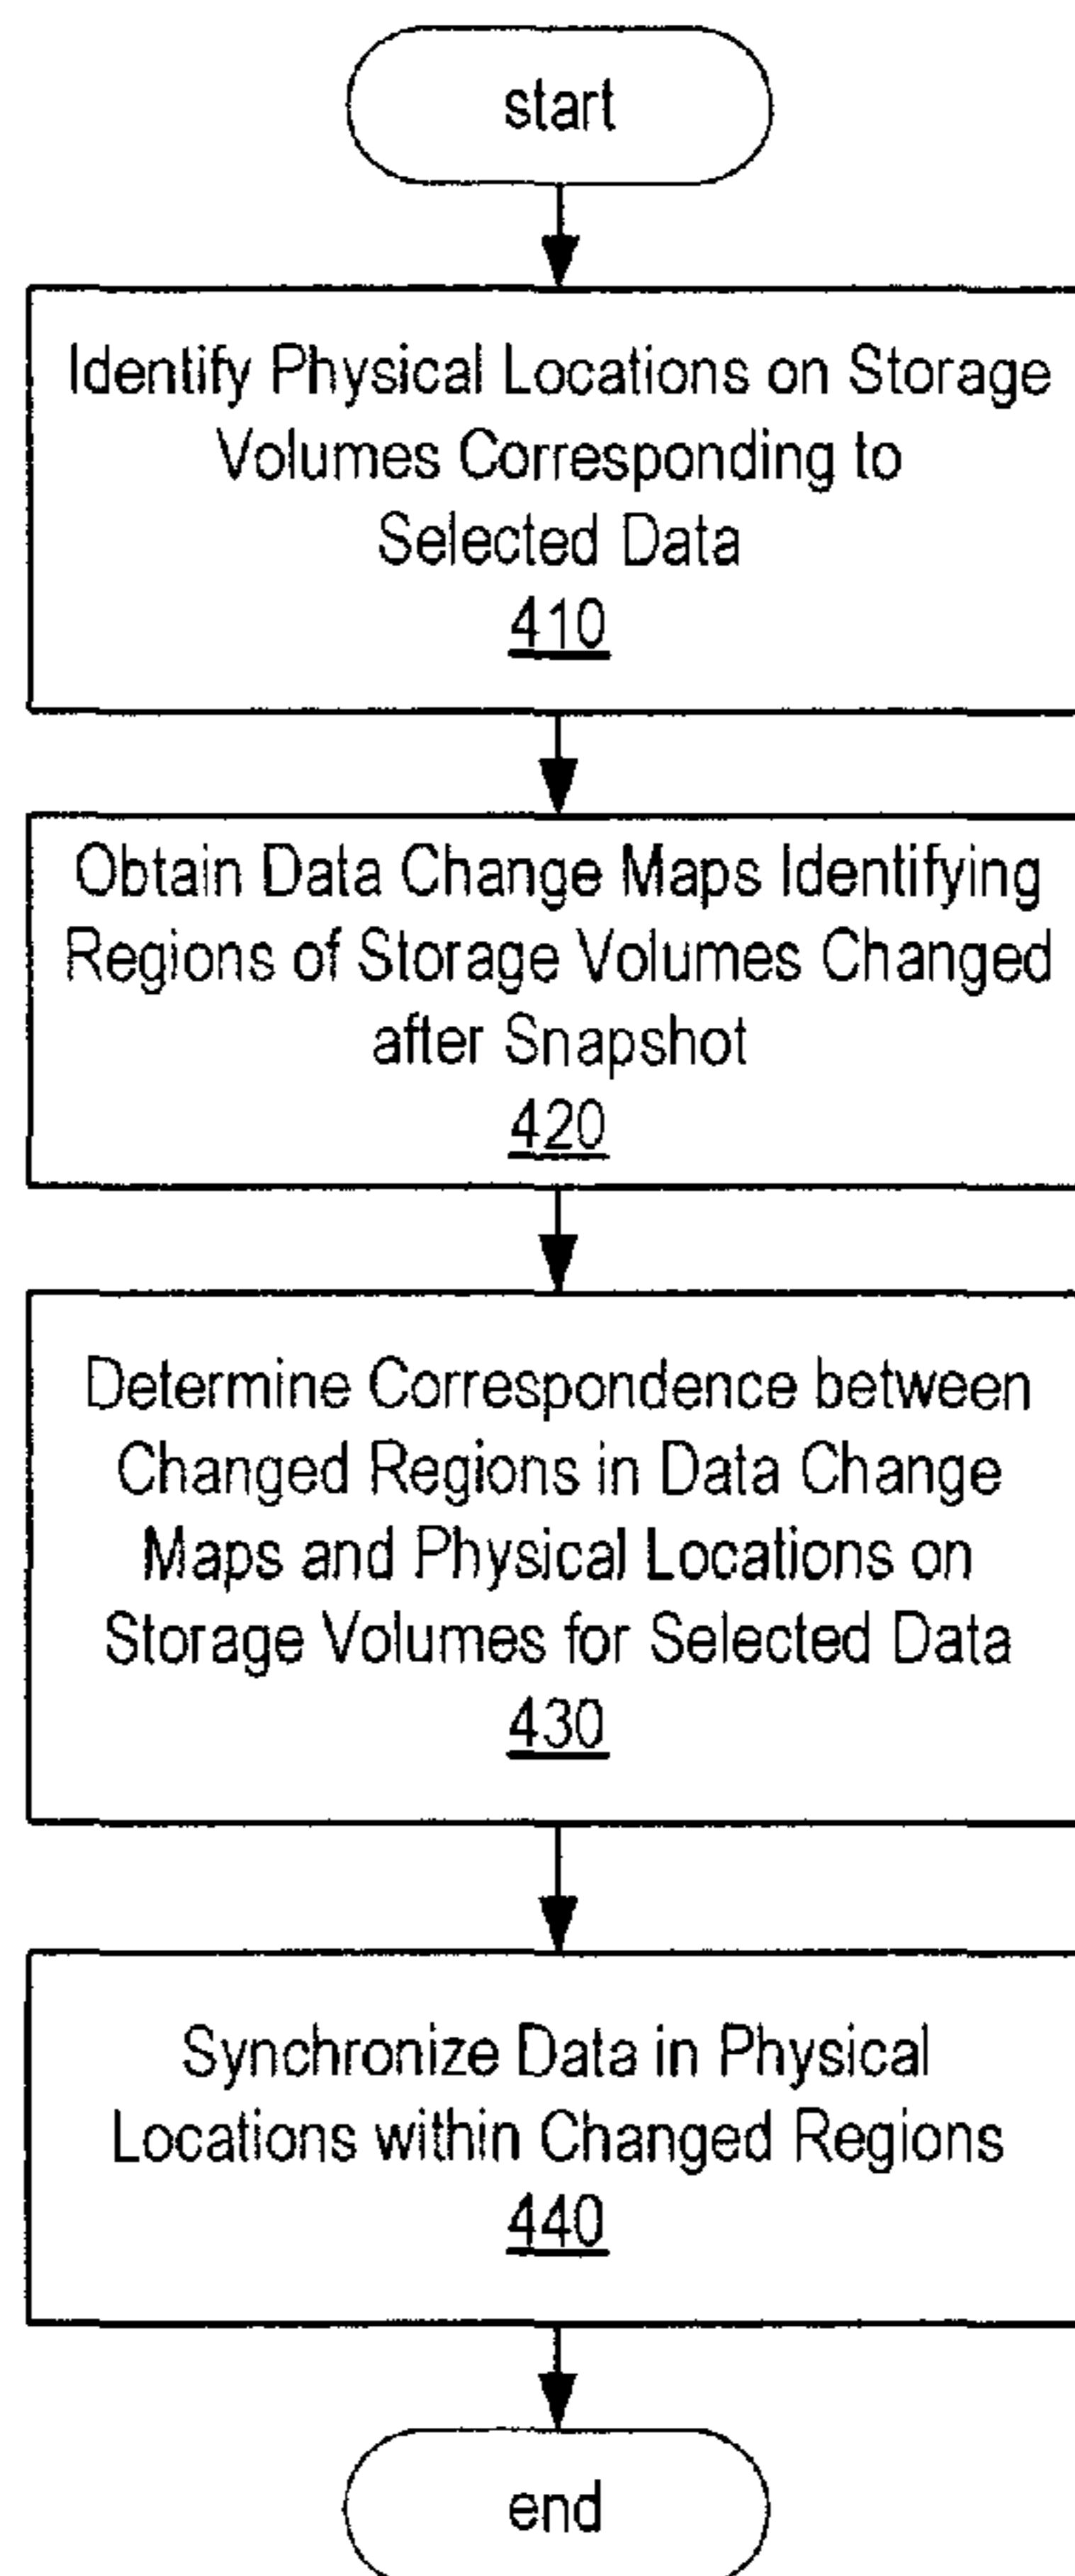 start
Identify Physical Locations on Storage
Volumes Corresponding to
Selected Data
410
Obtain Data Change Maps Identifying
Regions of Storage Volumes Changed
after Snapshot
420
Determine Correspondence between
Changed Regions in Data Change
Maps and Physical Locations on
Storage Volumes for Selected Data
430
Synchronize Data in Physical
Locations within Changed Regions
440
end